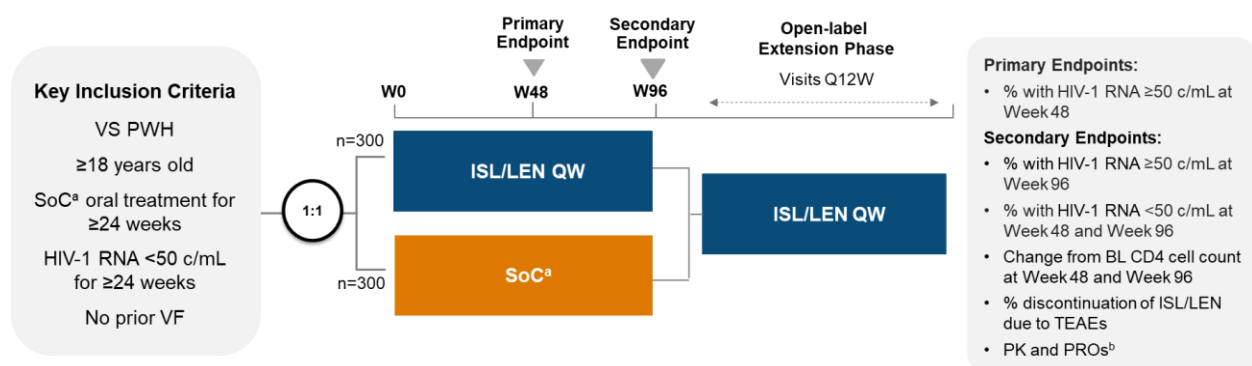 Key Inclusion Criteria
VS PWH
≥18 years old
SoCᵃ oral treatment for
≥24 weeks
HIV-1 RNA <50 c/mL
for ≥24 weeks
No prior VF
1:1
n=300
n=300
Primary
Endpoint
Secondary
Endpoint
Open-label
Extension Phase
Visits Q12W
W0
W48
W96
ISL/LEN QW
SoCᵃ
ISL/LEN QW
Primary Endpoints:
• % with HIV-1 RNA ≥50 c/mL at
Week 48
Secondary Endpoints:
• % with HIV-1 RNA ≥50 c/mL at
Week 96
• % with HIV-1 RNA <50 c/mL at
Week 48 and Week 96
• Change from BL CD4 cell count
at Week 48 and Week 96
• % discontinuation of ISL/LEN
due to TEAEs
• PK and PROsᵇ